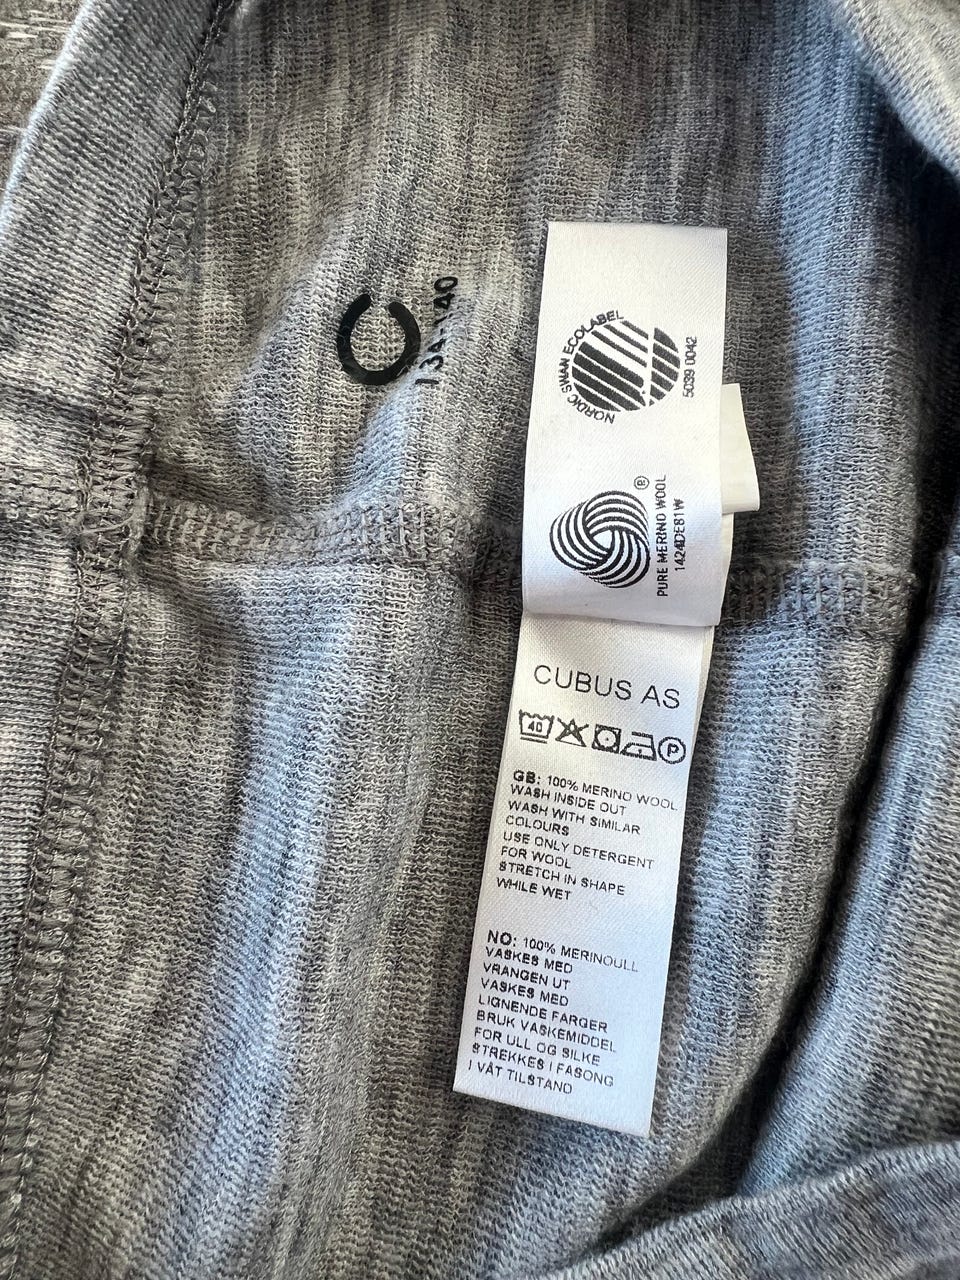 134-140
NORDIC SWAN ECOLABEL
5039 0042
PURE MERINO WOOL
®
CUBUS AS
40
P
GB: 100% MERINO WOOL
WASH INSIDE OUT
WASH WITH SIMILAR
COLOURS
USE ONLY DETERGENT
FOR WOOL
STRETCH IN SHAPE
WHILE WET
NO: 100% MERINOULL
VASKES MED
VRANGEN UT
VASKES MED
LIGNENDE FARGER
BRUK VASKEMIDDEL
FOR ULL OG SILKE
STREKKES I FASONG
I VÅT TILSTAND